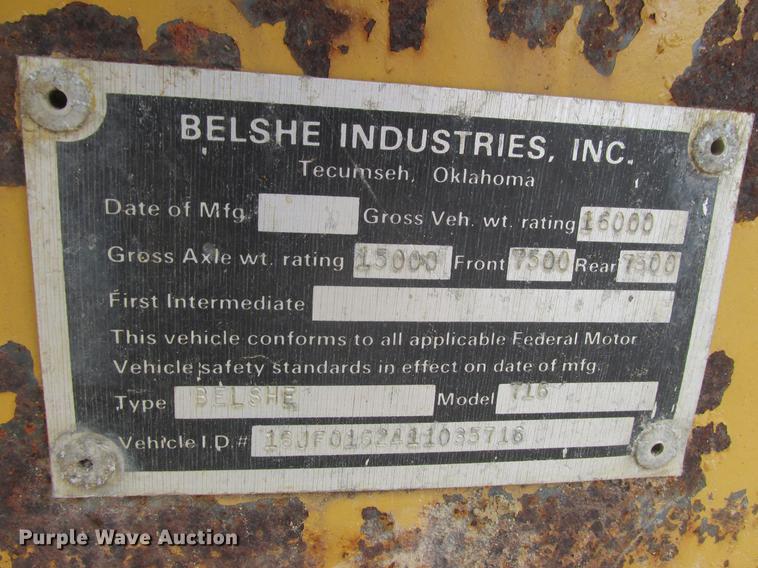 BELSHE INDUSTRIES, INC.
Tecumseh, Oklahoma
Date of Mfg. Gross Veh. wt. rating 16000
Gross Axle wt. rating 15000 Front 7500 Rear 7500
First Intermediate
This vehicle conforms to all applicable Federal Motor
Vehicle safety standards in effect on date of mfg.
Type BELSHE Model 716
Vehicle I.D.# 16JF0162A11035716
Purple Wave Auction